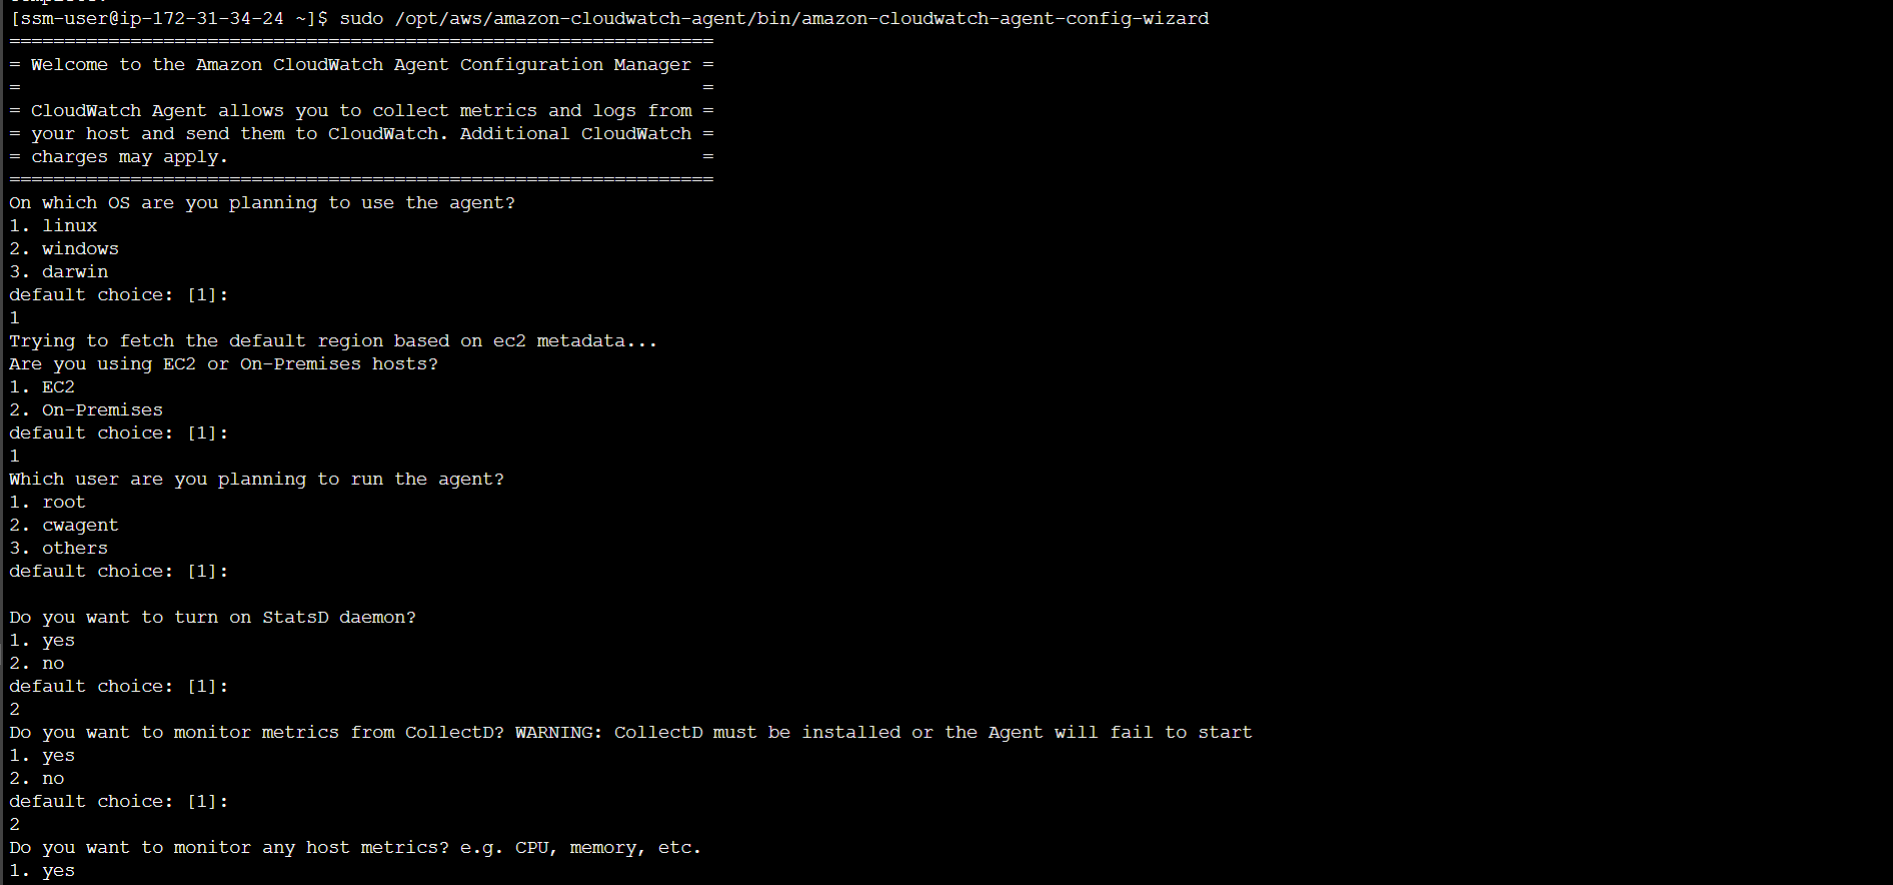 [ssm-user@ip-172-31-34-24 ~]$ sudo /opt/aws/amazon-cloudwatch-agent/bin/amazon-cloudwatch-agent-config-wizard
================================================================
= Welcome to the Amazon CloudWatch Agent Configuration Manager =
=                                                              =
= CloudWatch Agent allows you to collect metrics and logs from =
= your host and send them to CloudWatch. Additional CloudWatch =
= charges may apply.                                           =
================================================================
On which OS are you planning to use the agent?
1. linux
2. windows
3. darwin
default choice: [1]:
1
Trying to fetch the default region based on ec2 metadata...
Are you using EC2 or On-Premises hosts?
1. EC2
2. On-Premises
default choice: [1]:
1
Which user are you planning to run the agent?
1. root
2. cwagent
3. others
default choice: [1]:

Do you want to turn on StatsD daemon?
1. yes
2. no
default choice: [1]:
2
Do you want to monitor metrics from CollectD? WARNING: CollectD must be installed or the Agent will fail to start
1. yes
2. no
default choice: [1]:
2
Do you want to monitor any host metrics? e.g. CPU, memory, etc.
1. yes